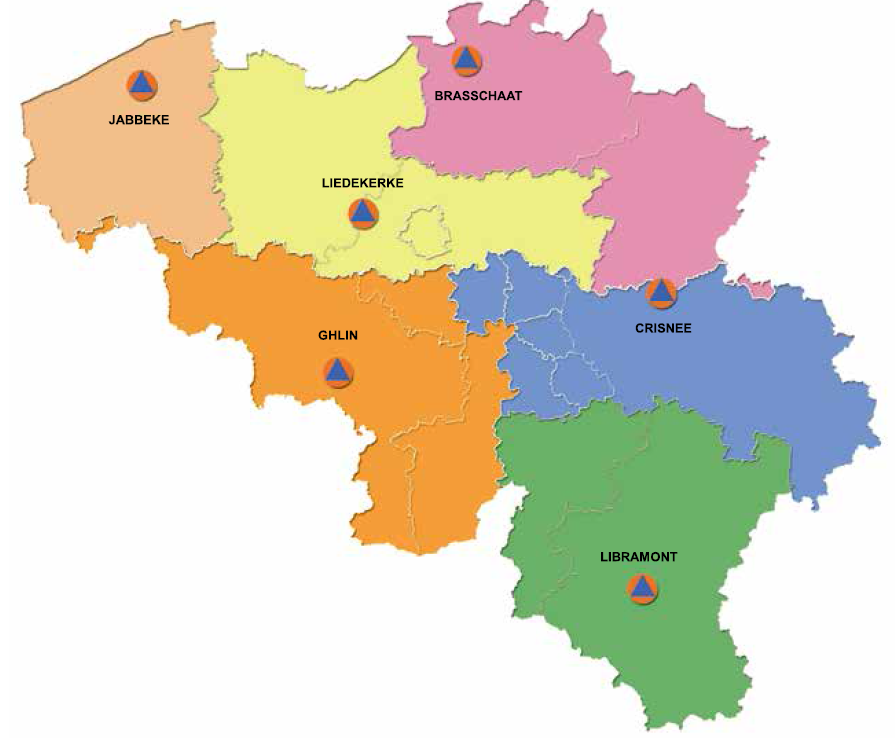 JABBEKE
BRASSCHAAT
LIEDEKERKE
GHLIN
CRISNEE
LIBRAMONT